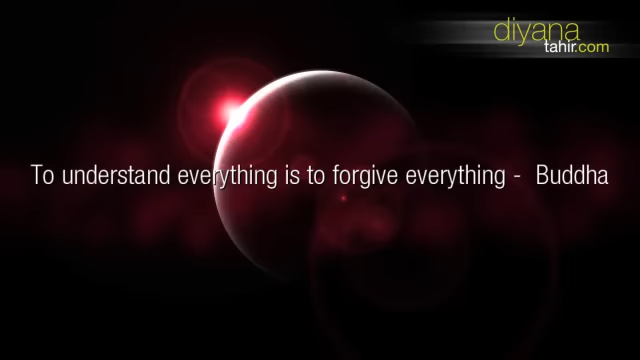 diyana
tahir.com
To understand everything is to forgive everything - Buddha